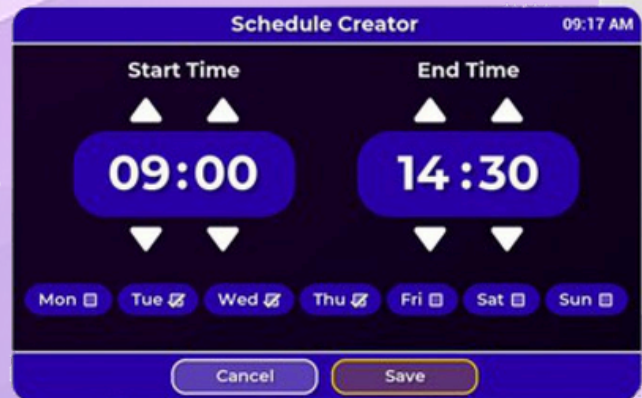 Schedule Creator 09:17 AM
Start Time End Time
09:00 14:30
Mon Tue Wed Thu Fri Sat Sun
Cancel Save